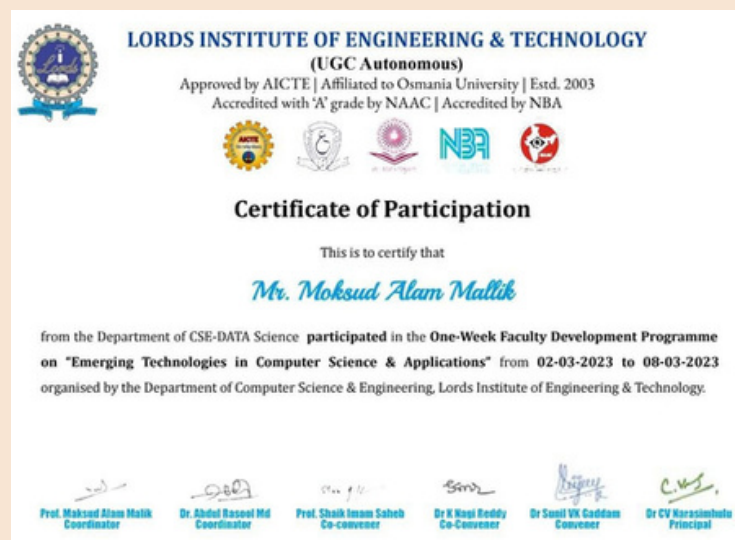 Lords
LORDS INSTITUTE OF ENGINEERING & TECHNOLOGY
(UGC Autonomous)
Approved by AICTE | Affiliated to Osmania University | Estd. 2003
Accredited with 'A' grade by NAAC | Accredited by NBA
AICTE
NBA
Certificate of Participation
This is to certify that
Mr. Moksud Alam Mallik
from the Department of CSE-DATA Science participated in the One-Week Faculty Development Programme
on "Emerging Technologies in Computer Science & Applications" from 02-03-2023 to 08-03-2023
organised by the Department of Computer Science & Engineering, Lords Institute of Engineering & Technology.
Prof. Maksud Alam Malik
Coordinator
Dr. Abdul Rasool Md
Coordinator
Prof. Shaik Imam Saheb
Co-convener
Dr K Nagi Reddy
Co-Convener
Dr Sunil VK Gaddam
Convener
Dr CV Narasimhulu
Principal